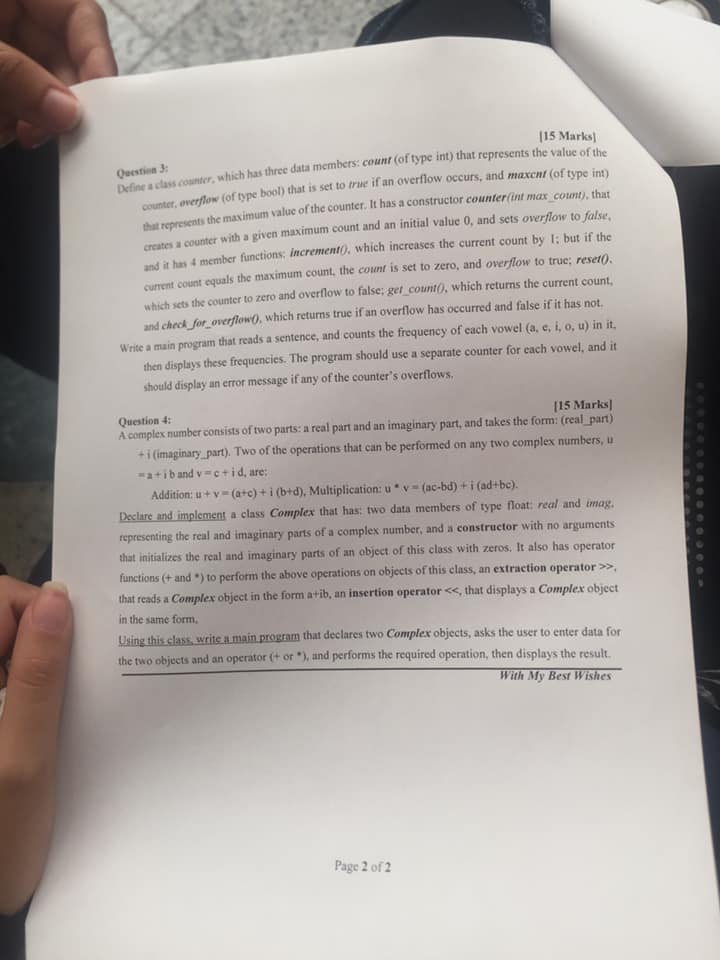 [15 Marks]
Question 3:
Define a class counter, which has three data members: count (of type int) that represents the value of the
counter, overflow (of type bool) that is set to true if an overflow occurs, and maxcnt (of type int)
that represents the maximum value of the counter. It has a constructor counter(int max_count), that
creates a counter with a given maximum count and an initial value 0, and sets overflow to false,
and it has 4 member functions: increment(), which increases the current count by 1; but if the
current count equals the maximum count, the count is set to zero, and overflow to true; reset(),
which sets the counter to zero and overflow to false; get_count(), which returns the current count,
and check_for_overflow(), which returns true if an overflow has occurred and false if it has not.
Write a main program that reads a sentence, and counts the frequency of each vowel (a, e, i, o, u) in it,
then displays these frequencies. The program should use a separate counter for each vowel, and it
should display an error message if any of the counter's overflows.
[15 Marks]
Question 4:
A complex number consists of two parts: a real part and an imaginary part, and takes the form: (real_part)
+ i (imaginary_part). Two of the operations that can be performed on any two complex numbers, u
= a + i b and v = c + i d, are:
Addition: u + v = (a+c) + i (b+d), Multiplication: u * v = (ac-bd) + i (ad+bc).
Declare and implement a class Complex that has: two data members of type float: real and imag,
representing the real and imaginary parts of a complex number, and a constructor with no arguments
that initializes the real and imaginary parts of an object of this class with zeros. It also has operator
functions (+ and *) to perform the above operations on objects of this class, an extraction operator >>,
that reads a Complex object in the form a+ib, an insertion operator <<, that displays a Complex object
in the same form,
Using this class, write a main program that declares two Complex objects, asks the user to enter data for
the two objects and an operator (+ or *), and performs the required operation, then displays the result.
With My Best Wishes
Page 2 of 2